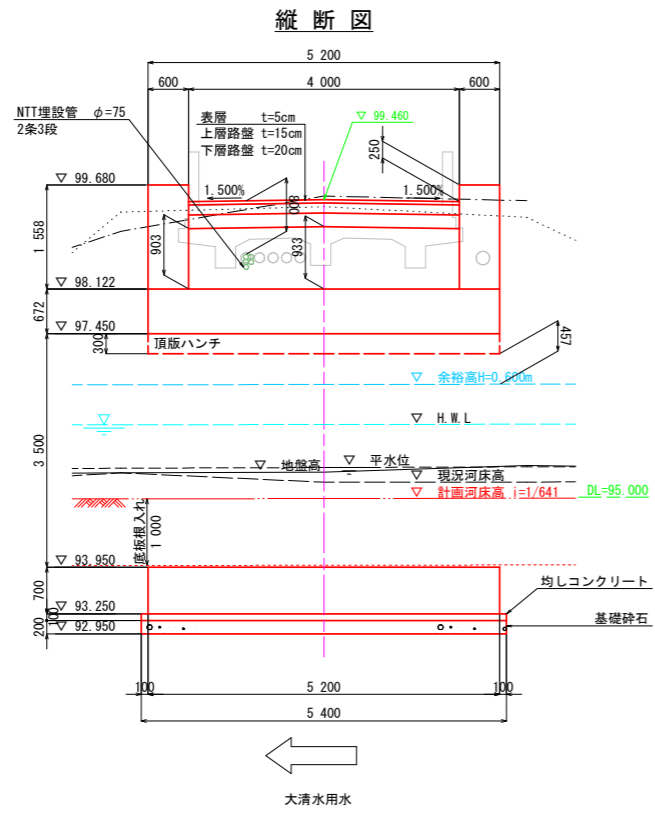 縦 断 図
5 200
600
4 000
600
NTT埋設管 φ=75
2条3段
表層 t=5cm
上層路盤 t=15cm
下層路盤 t=20cm
▽ 99.460
250
▽ 99.680
1.500%
1.500%
800
1 558
903
933
▽ 98.122
672
▽ 97.450
300
頂版ハンチ
457
▽ 余裕高H=0.600m
▽ H.W.L
3 500
▽ 地盤高
▽ 平水位
▽ 現況河床高
▽ 計画河床高 i=1/641
DL=95.000
底板根入れ
1 000
▽ 93.950
700
均しコンクリート
▽ 93.250
100
基礎砕石
200
▽ 92.950
100
5 200
100
5 400
大清水用水